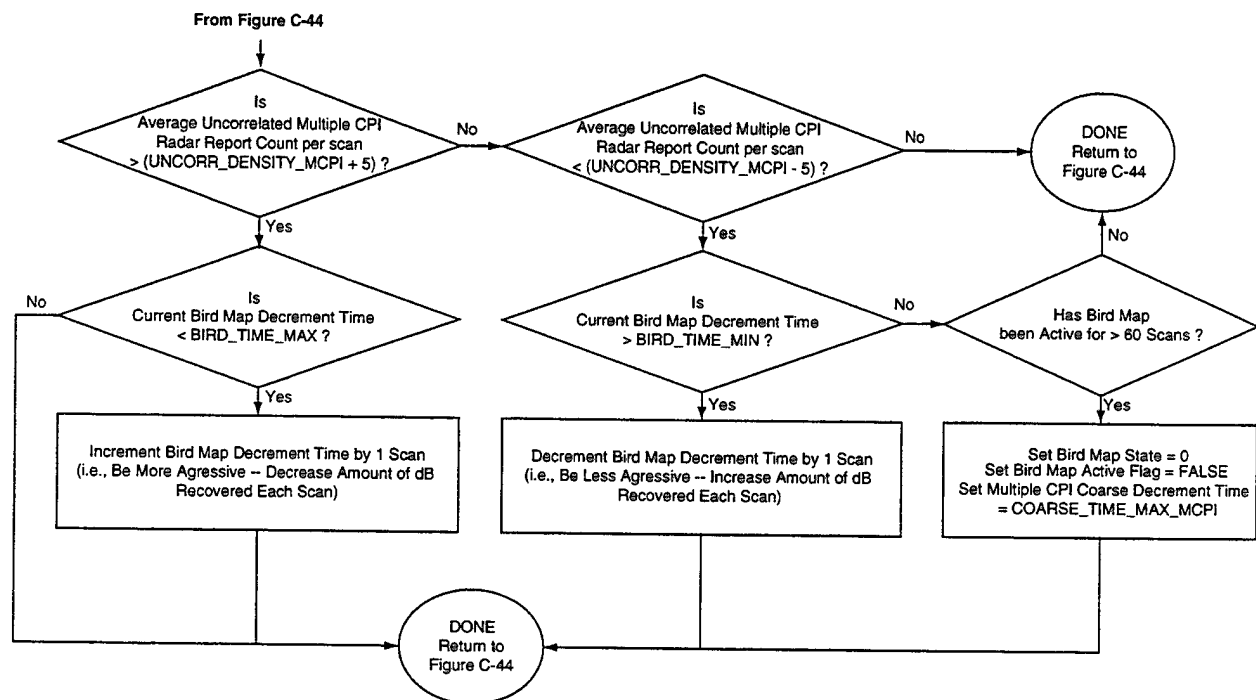 From Figure C-44
Is
Average Uncorrelated Multiple CPI
Radar Report Count per scan
> (UNCORR_DENSITY_MCPI + 5) ?
No
Is
Average Uncorrelated Multiple CPI
Radar Report Count per scan
< (UNCORR_DENSITY_MCPI - 5) ?
No
DONE
Return to
Figure C-44
Yes
Yes
No
No
Is
Current Bird Map Decrement Time
< BIRD_TIME_MAX ?
Is
Current Bird Map Decrement Time
> BIRD_TIME_MIN ?
No
Has Bird Map
been Active for > 60 Scans ?
Yes
Yes
Yes
Increment Bird Map Decrement Time by 1 Scan
(i.e., Be More Agressive -- Decrease Amount of dB
Recovered Each Scan)
Decrement Bird Map Decrement Time by 1 Scan
(i.e., Be Less Agressive -- Increase Amount of dB
Recovered Each Scan)
Set Bird Map State = 0
Set Bird Map Active Flag = FALSE
Set Multiple CPI Coarse Decrement Time
= COARSE_TIME_MAX_MCPI
DONE
Return to
Figure C-44